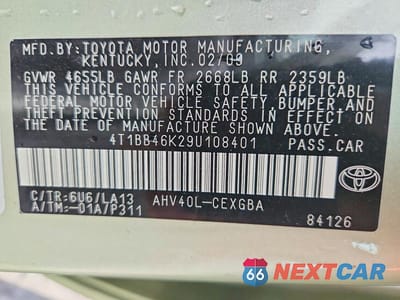 MFD.BY:TOYOTA MOTOR MANUFACTURING,
KENTUCKY,INC.02/09
GVWR 4655LB GAWR FR 2668LB RR 2359LB
THIS VEHICLE CONFORMS TO ALL APPLICABLE
FEDERAL MOTOR VEHICLE SAFETY,BUMPER,AND
THEFT PREVENTION STANDARDS IN EFFECT ON
THE DATE OF MANUFACTURE SHOWN ABOVE.
4T1BB46K29U108401 PASS.CAR
C/TR:6U6/LA13
A/TM:-01A/P311
AHV40L-CEXGBA
TOYOTA
84126
66 NEXTCAR